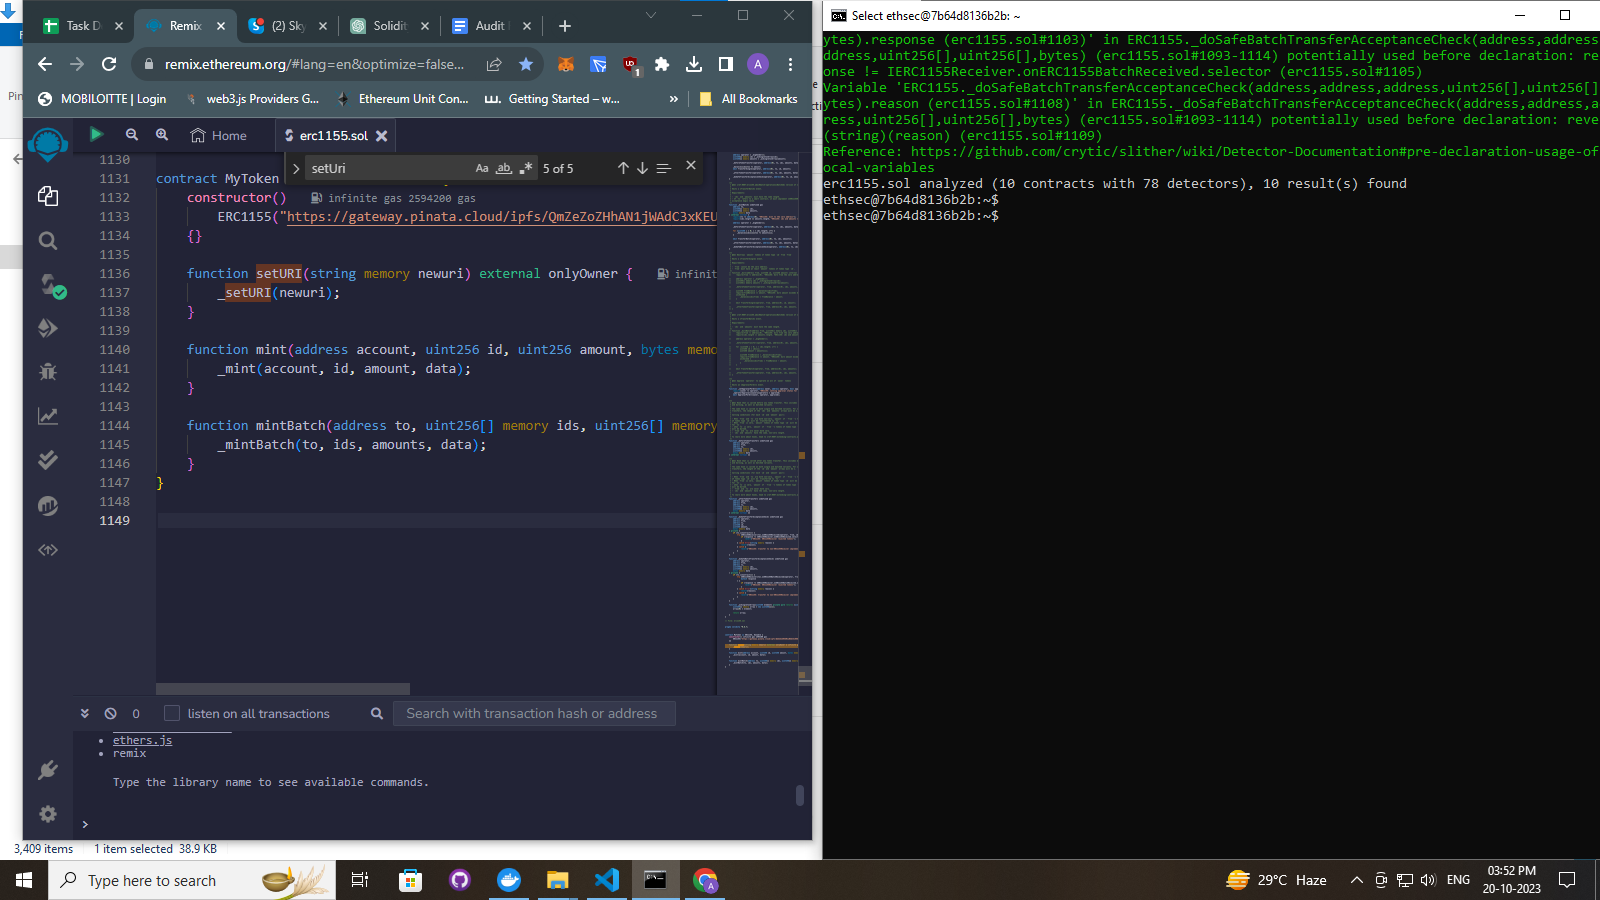 Task D
Remix
(2) Sky
Solidit
Audit
remix.ethereum.org/#lang=en&optimize=false...
1
A
MOBILOITTE | Login
web3.js Providers G...
Ethereum Unit Con...
Getting Started – w...
»
All Bookmarks
Home
erc1155.sol
setUri
Aa
ab
5 of 5
1130
1131 contract MyToken
1132 constructor() infinite gas 2594200 gas
1133 ERC1155("https://gateway.pinata.cloud/ipfs/QmZeZoZHhAN1jWAdC3xKEU
1134 {}
1135
1136 function setURI(string memory newuri) external onlyOwner { infinit
1137 _setURI(newuri);
1138 }
1139
1140 function mint(address account, uint256 id, uint256 amount, bytes memo
1141 _mint(account, id, amount, data);
1142 }
1143
1144 function mintBatch(address to, uint256[] memory ids, uint256[] memory
1145 _mintBatch(to, ids, amounts, data);
1146 }
1147 }
1148
1149
0
listen on all transactions
Search with transaction hash or address
• ethers.js
• remix
Type the library name to see available commands.
>
3,409 items
1 item selected 38.9 KB
Select ethsec@7b64d8136b2b: ~
ytes).response (erc1155.sol#1103)' in ERC1155._doSafeBatchTransferAcceptanceCheck(address,address
ddress,uint256[],uint256[],bytes) (erc1155.sol#1093-1114) potentially used before declaration: re
onse != IERC1155Receiver.onERC1155BatchReceived.selector (erc1155.sol#1105)
Variable 'ERC1155._doSafeBatchTransferAcceptanceCheck(address,address,address,uint256[],uint256[]
ytes).reason (erc1155.sol#1108)' in ERC1155._doSafeBatchTransferAcceptanceCheck(address,address,a
ress,uint256[],uint256[],bytes) (erc1155.sol#1093-1114) potentially used before declaration: reve
(string)(reason) (erc1155.sol#1109)
Reference: https://github.com/crytic/slither/wiki/Detector-Documentation#pre-declaration-usage-of
ocal-variables
erc1155.sol analyzed (10 contracts with 78 detectors), 10 result(s) found
ethsec@7b64d8136b2b:~$
ethsec@7b64d8136b2b:~$
Type here to search
29°C Haze
ENG
03:52 PM
20-10-2023